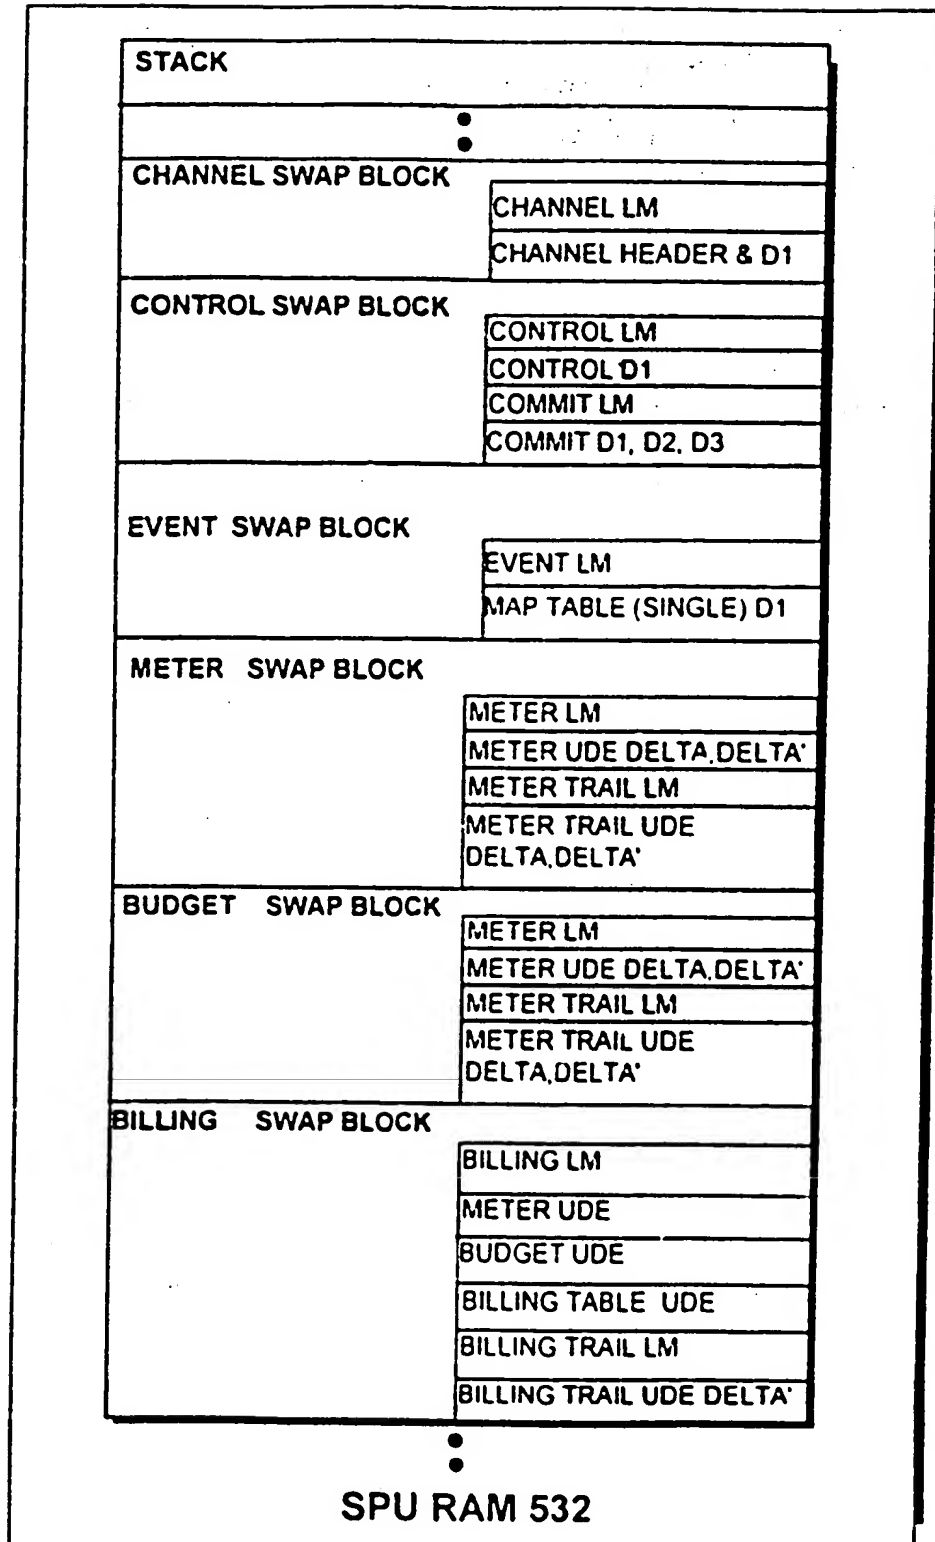 STACK
CHANNEL SWAP BLOCK
CHANNEL LM
CHANNEL HEADER & D1
CONTROL SWAP BLOCK
CONTROL LM
CONTROL D1
COMMIT LM
COMMIT D1, D2, D3
EVENT SWAP BLOCK
EVENT LM
MAP TABLE (SINGLE) D1
METER SWAP BLOCK
METER LM
METER UDE DELTA,DELTA'
METER TRAIL LM
METER TRAIL UDE
DELTA,DELTA'
BUDGET SWAP BLOCK
METER LM
METER UDE DELTA,DELTA'
METER TRAIL LM
METER TRAIL UDE
DELTA,DELTA'
BILLING SWAP BLOCK
BILLING LM
METER UDE
BUDGET UDE
BILLING TABLE UDE
BILLING TRAIL LM
BILLING TRAIL UDE DELTA'
SPU RAM 532